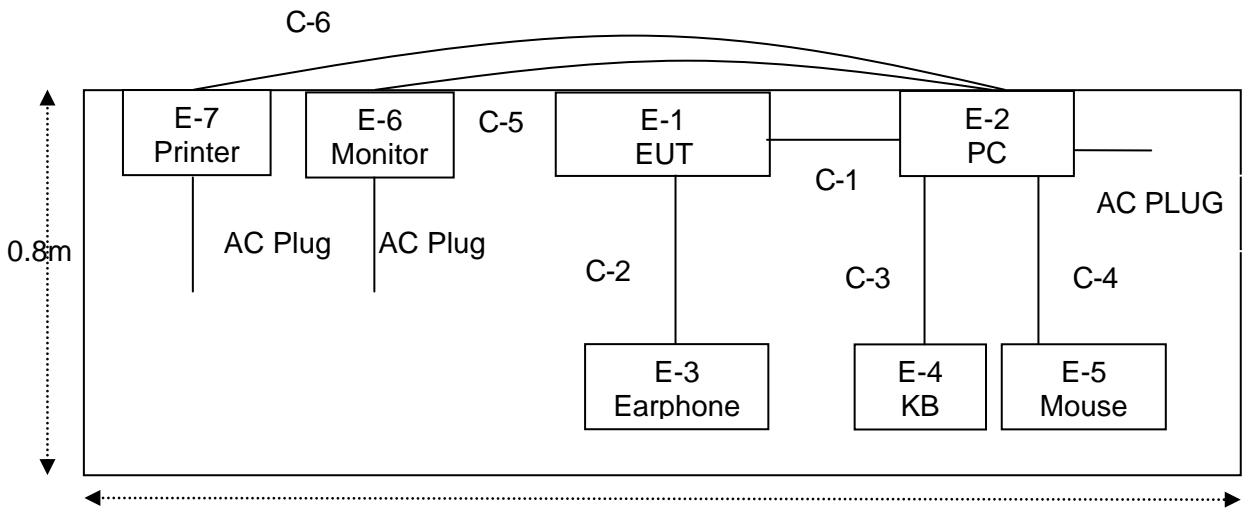 C-6
E-7
Printer
E-6
Monitor
C-5
E-1
EUT
C-1
E-2
PC
AC PLUG
0.8m
AC Plug
AC Plug
C-2
C-3
C-4
E-3
Earphone
E-4
KB
E-5
Mouse